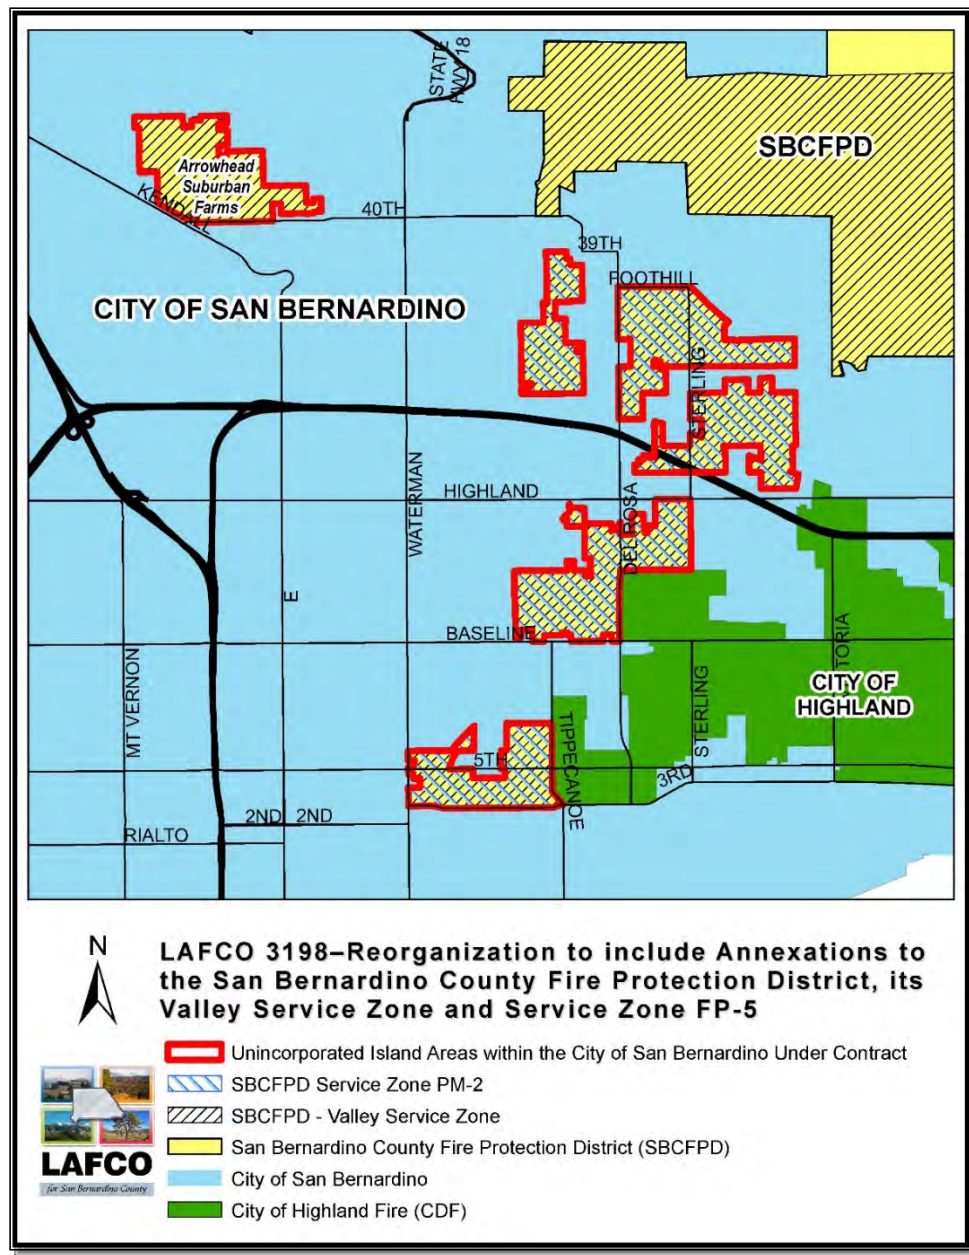 STATE
HWY 18
SBCFPD
Arrowhead
Suburban
Farms
KENDALL
40TH
39TH
FOOTHILL
CITY OF SAN BERNARDINO
STERLING
WATERMAN
HIGHLAND
DEL ROSA
E
BASELINE
MT VERNON
STERLING
CITY OF
HIGHLAND
TIPPECANOE
5TH
3RD
2ND
2ND
RIALTO
N
LAFCO 3198–Reorganization to include Annexations to
the San Bernardino County Fire Protection District, its
Valley Service Zone and Service Zone FP-5
Unincorporated Island Areas within the City of San Bernardino Under Contract
SBCFPD Service Zone PM-2
SBCFPD - Valley Service Zone
San Bernardino County Fire Protection District (SBCFPD)
City of San Bernardino
City of Highland Fire (CDF)
LAFCO
for San Bernardino County